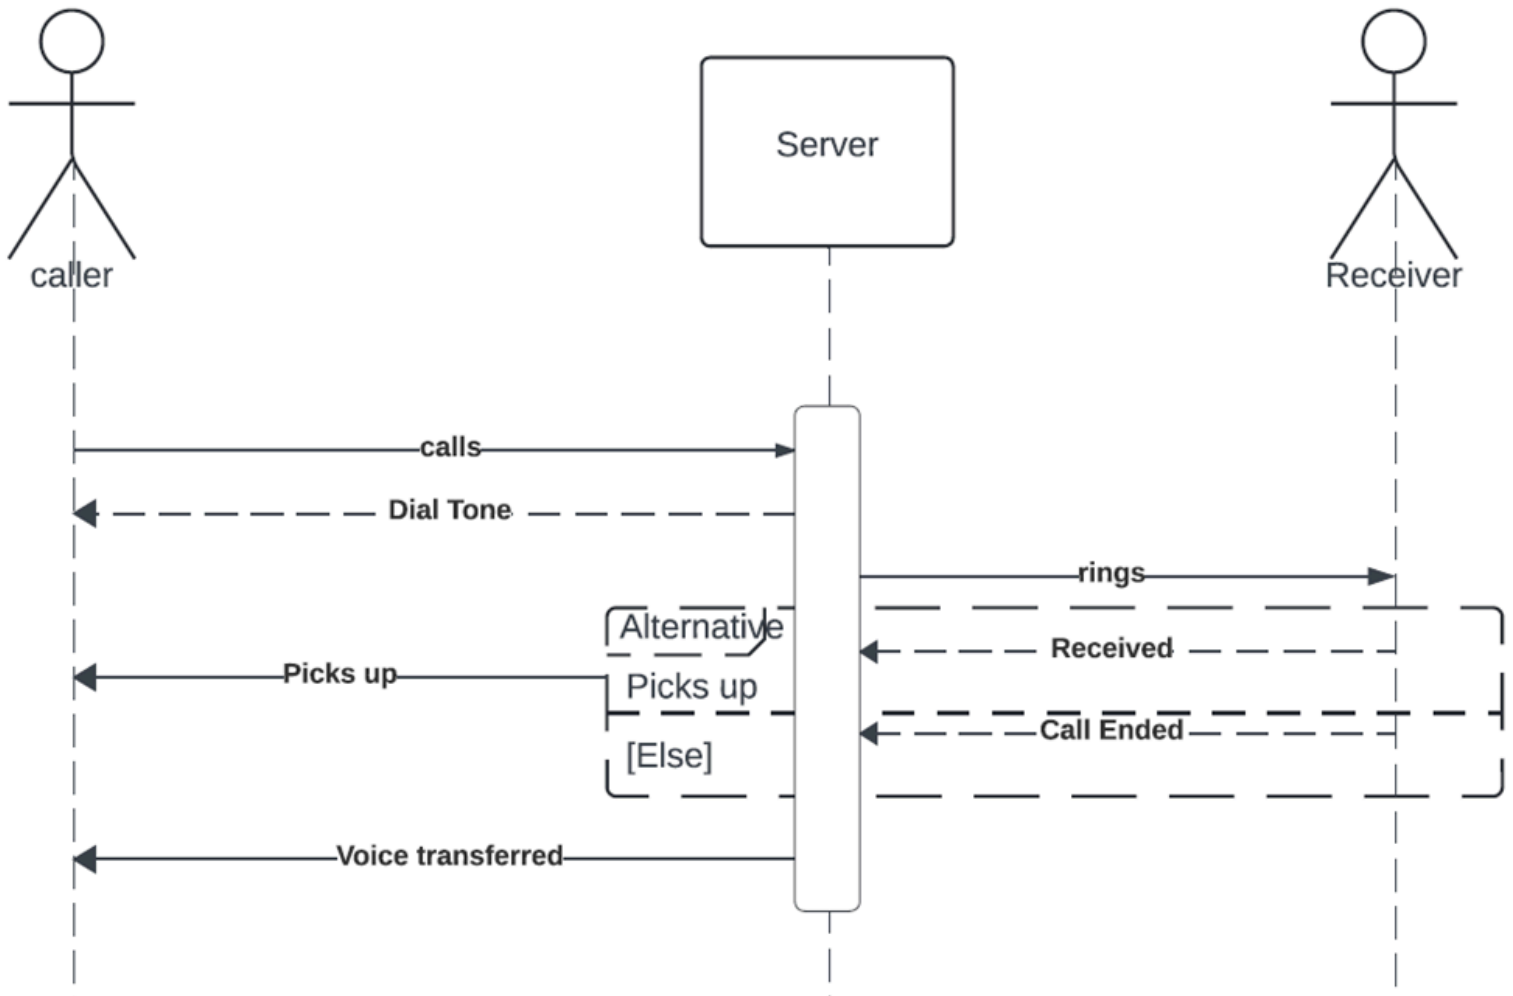 Server
caller
Receiver
calls
Dial Tone
rings
Alternative
Received
Picks up
Picks up
Call Ended
[Else]
Voice transferred